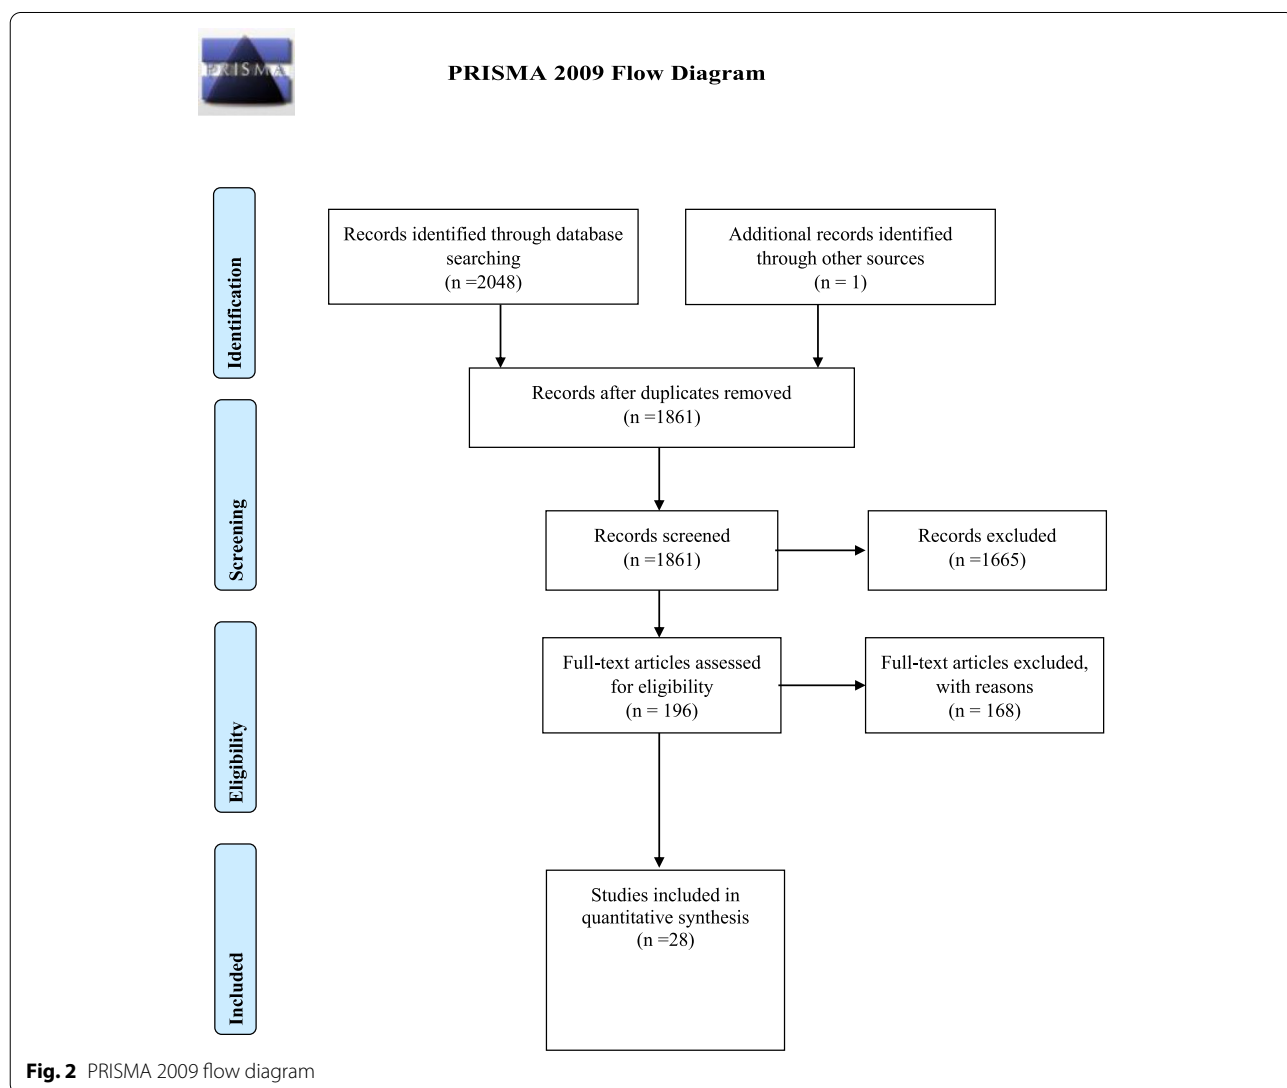 PRISMA
PRISMA 2009 Flow Diagram
Identification
Records identified through database
searching
(n =2048)
Additional records identified
through other sources
(n = 1)
Records after duplicates removed
(n =1861)
Screening
Records screened
(n =1861)
Records excluded
(n =1665)
Eligibility
Full-text articles assessed
for eligibility
(n = 196)
Full-text articles excluded,
with reasons
(n = 168)
Included
Studies included in
quantitative synthesis
(n =28)
Fig. 2 PRISMA 2009 flow diagram